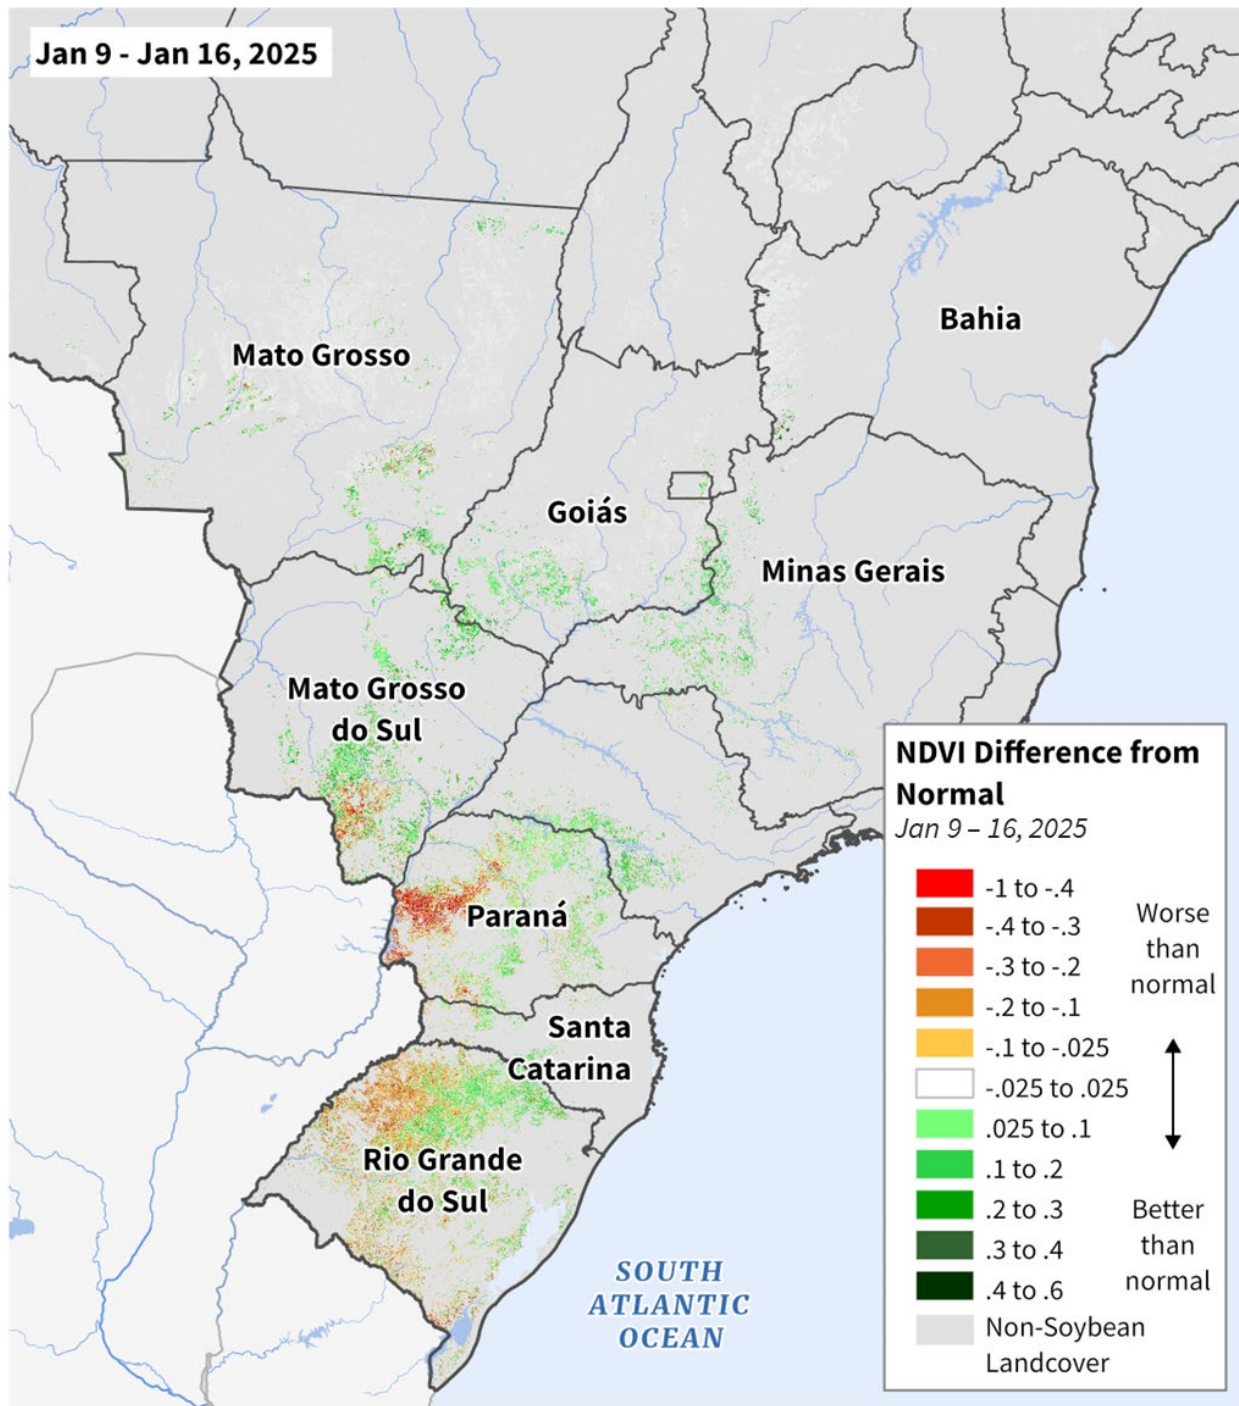 Jan 9 - Jan 16, 2025
Bahia
Mato Grosso
Goiás
Minas Gerais
Mato Grosso
do Sul
Paraná
Santa
Catarina
Rio Grande
do Sul
SOUTH
ATLANTIC
OCEAN
NDVI Difference from
Normal
Jan 9 – 16, 2025
-1 to -.4
-.4 to -.3
-.3 to -.2
-.2 to -.1
-.1 to -.025
-.025 to .025
.025 to .1
.1 to .2
.2 to .3
.3 to .4
.4 to .6
Non-Soybean
Landcover
Worse
than
normal
Better
than
normal